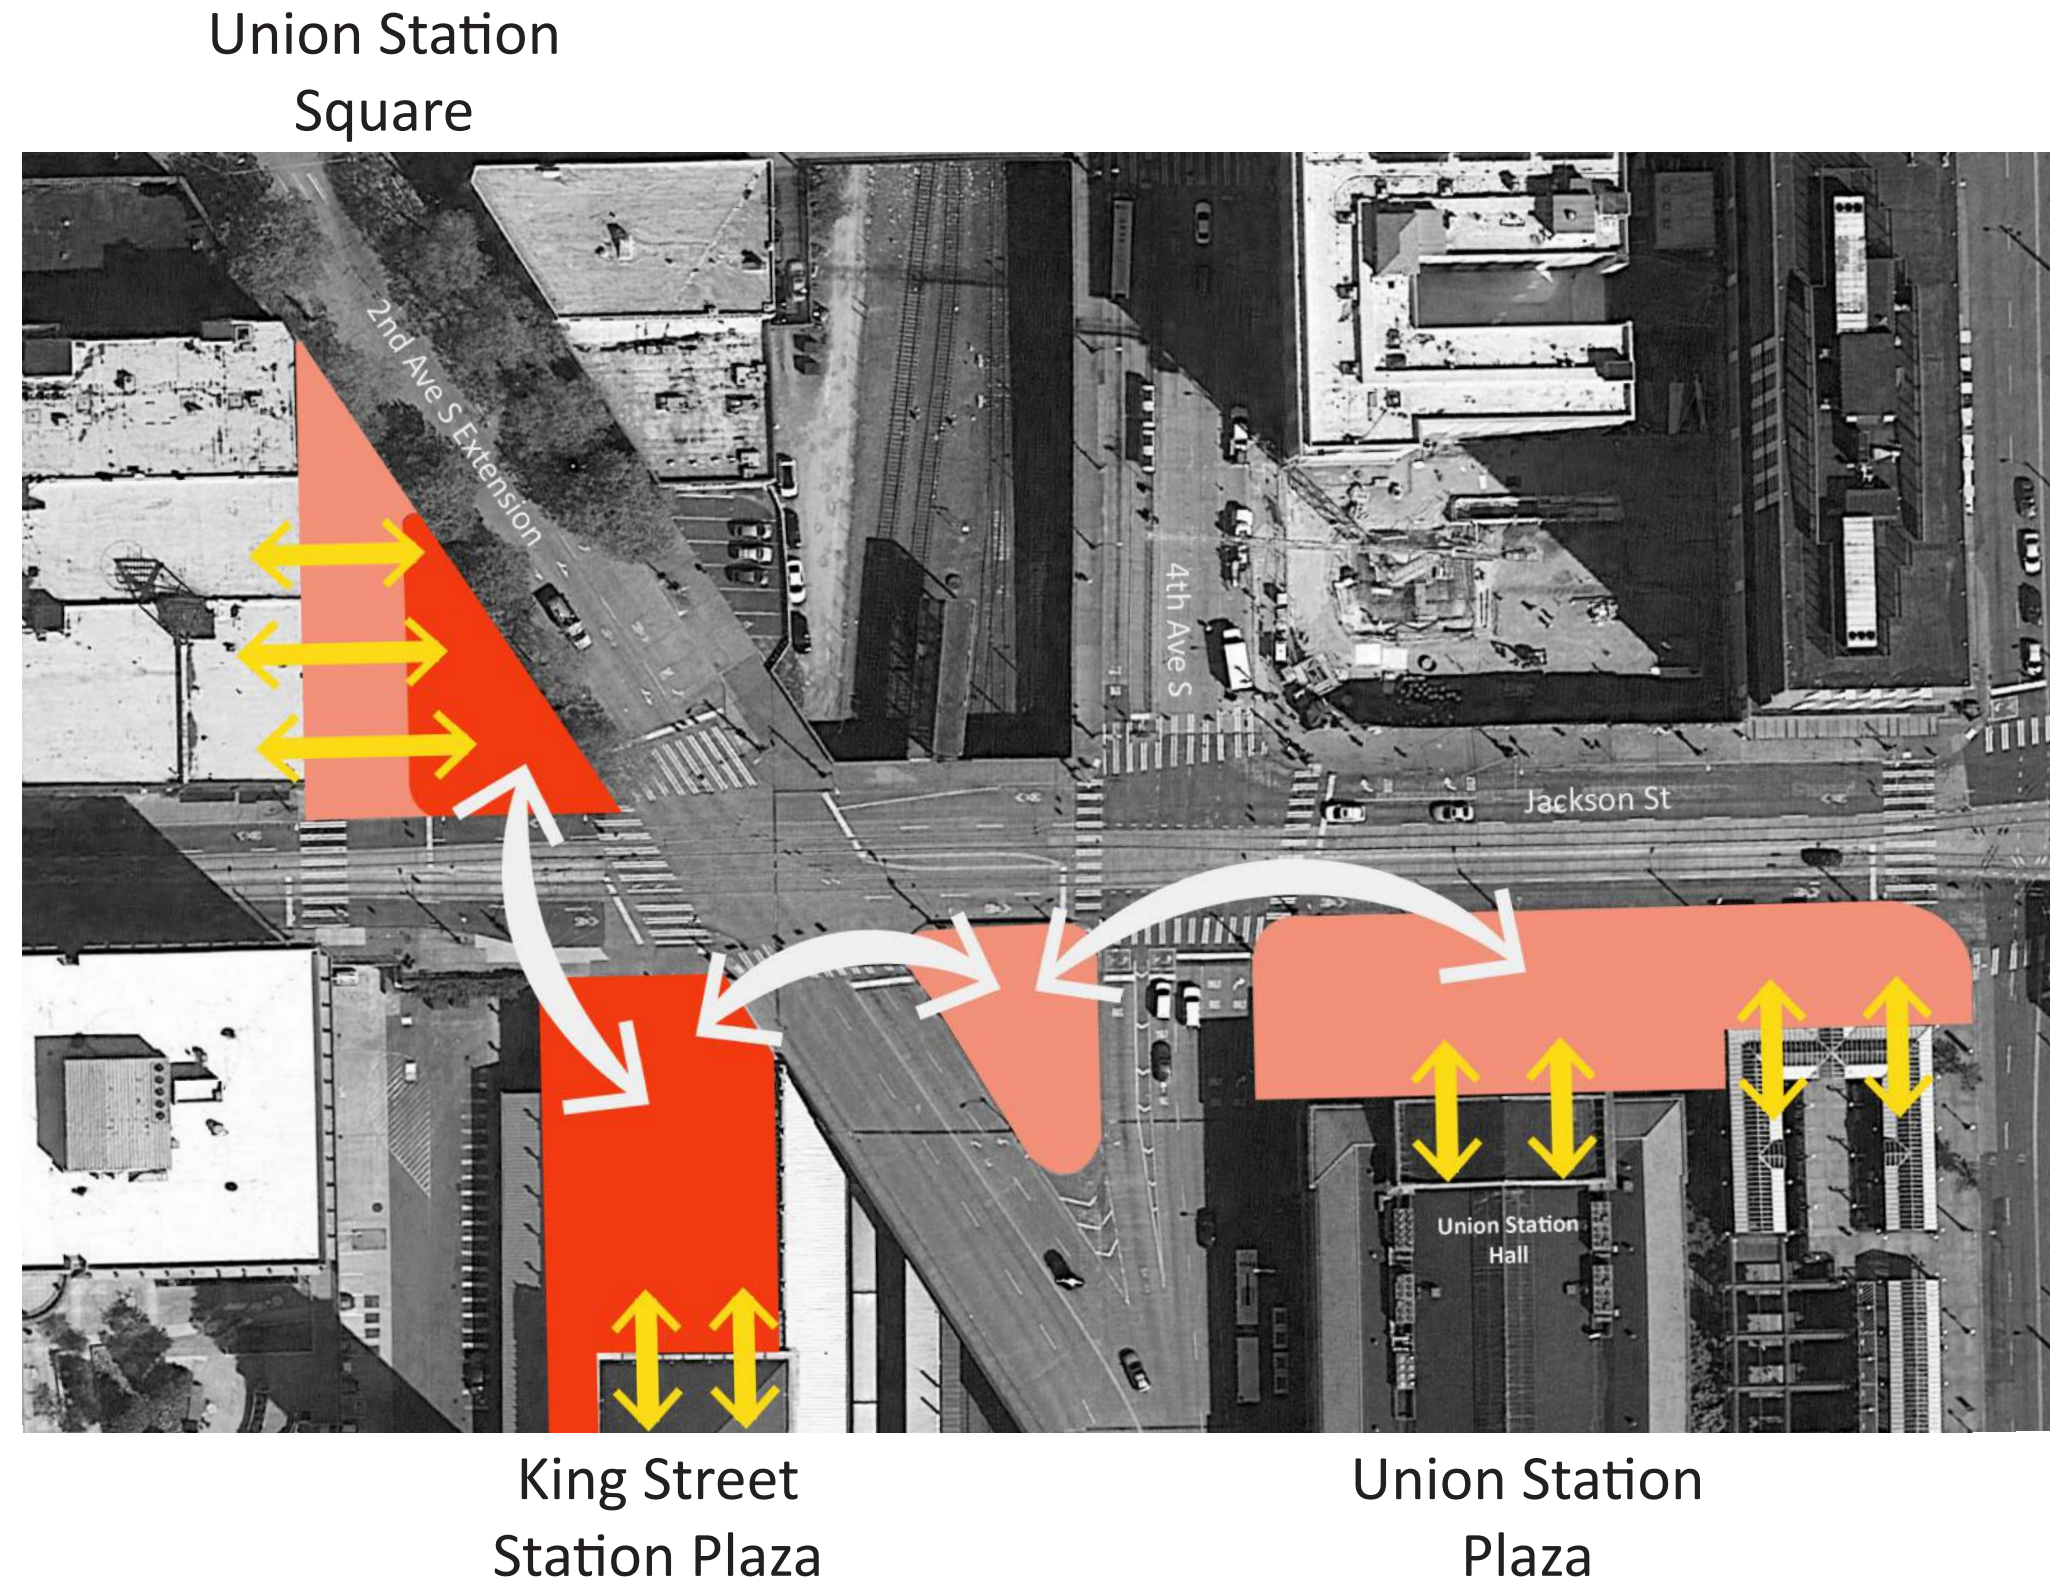 Union Station
Square
2nd Ave S Extension
4th Ave S
Jackson St
Union Station
Hall
King Street
Station Plaza
Union Station
Plaza